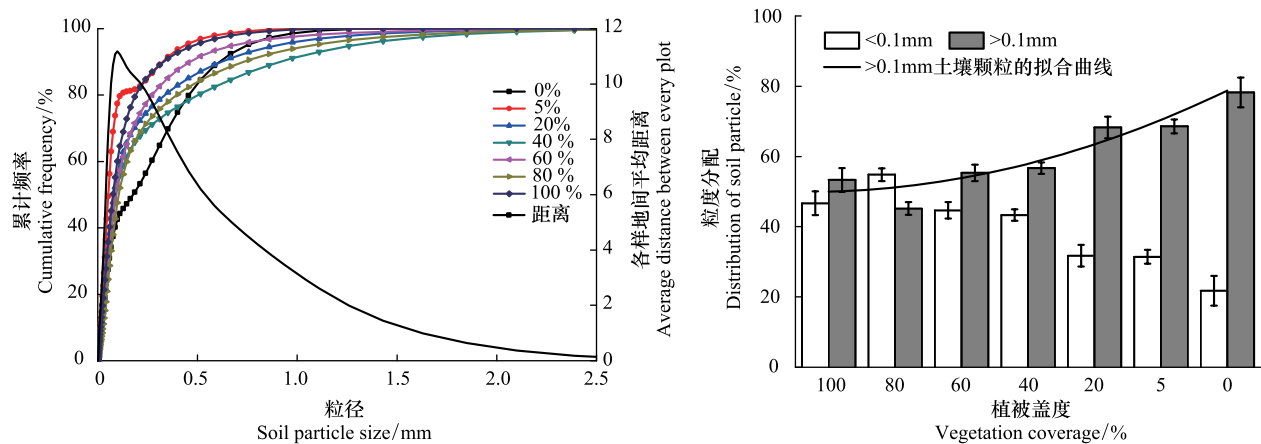 100
80
60
40
20
0
累计频率
Cumulative frequency/%
0
0.5
1.0
1.5
2.0
2.5
粒径
Soil particle size/mm
12
10
8
6
4
2
0
各样地间平均距离
Average distance between every plot
0%
5%
20%
40 %
60 %
80 %
100 %
距离
100
80
60
40
20
0
粒度分配
Distribution of soil particle/%
<0.1mm
>0.1mm
>0.1mm土壤颗粒的拟合曲线
100
80
60
40
20
5
0
植被盖度
Vegetation coverage/%